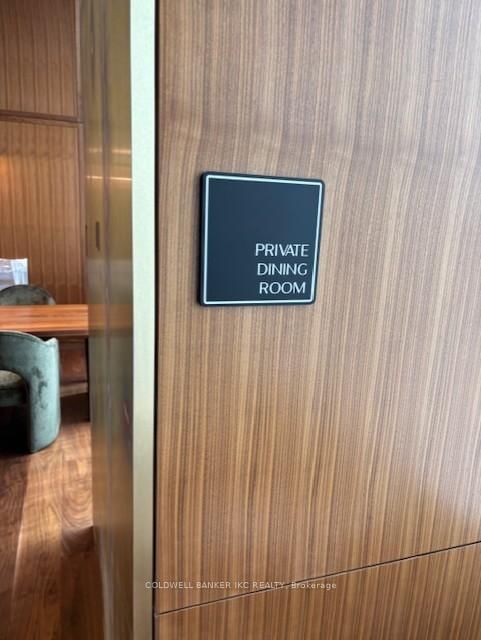 PRIVATE
DINING
ROOM
COLDWELL BANKER IKC REALTY, Brokerage